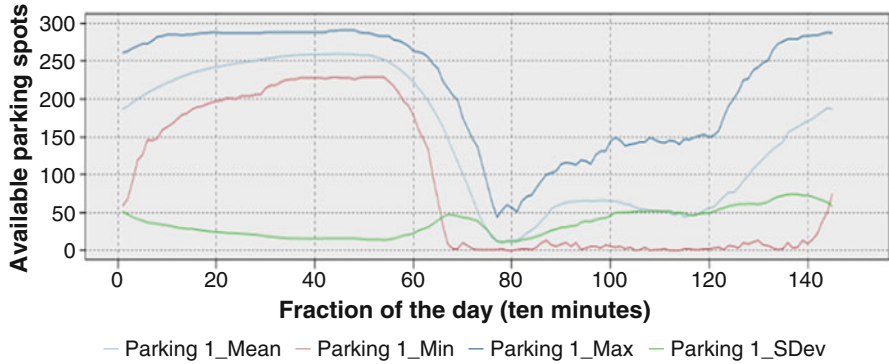 Available parking spots
300
250
200
150
100
50
0
0 20 40 60 80 100 120 140
Fraction of the day (ten minutes)
Parking 1_Mean Parking 1_Min Parking 1_Max Parking 1_SDev